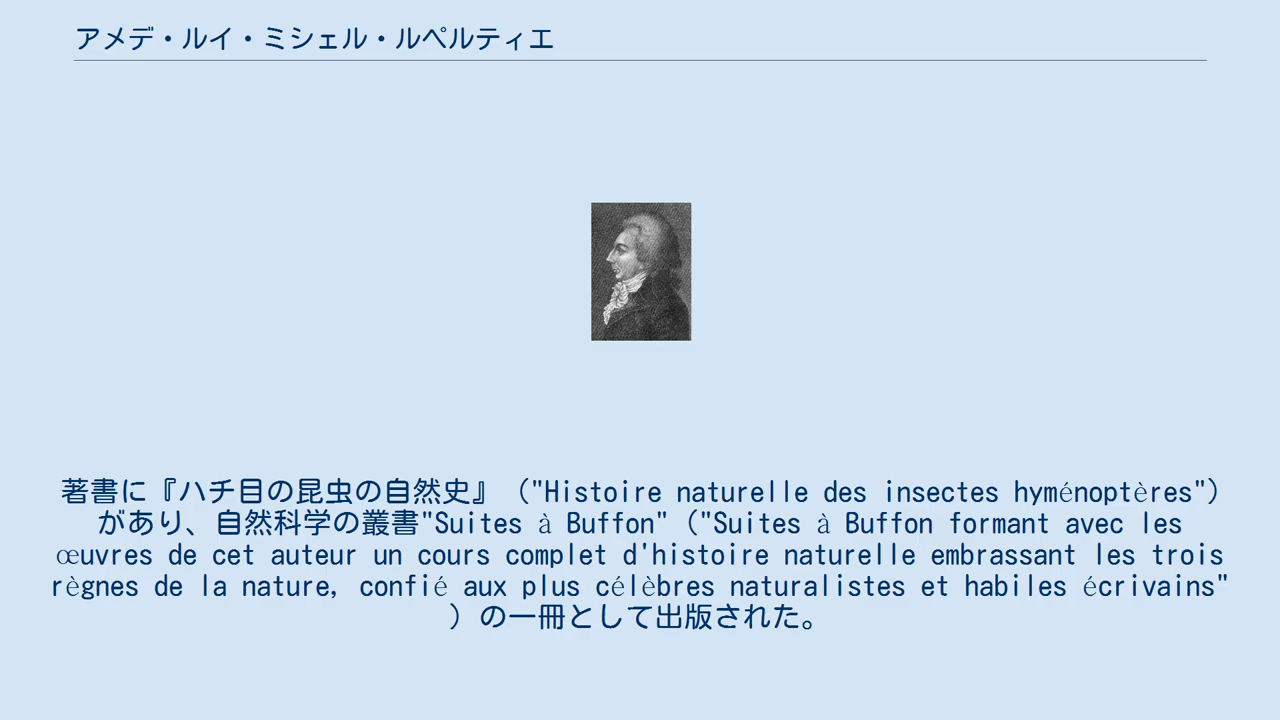 アメデ・ルイ・ミシェル・ルペルティエ
著書に『ハチ目の昆虫の自然史』（"Histoire naturelle des insectes hyménoptères"）
があり、自然科学の叢書"Suites à Buffon"（"Suites à Buffon formant avec les
œuvres de cet auteur un cours complet d'histoire naturelle embrassant les trois
règnes de la nature, confié aux plus célèbres naturalistes et habiles écrivains"
）の一冊として出版された。